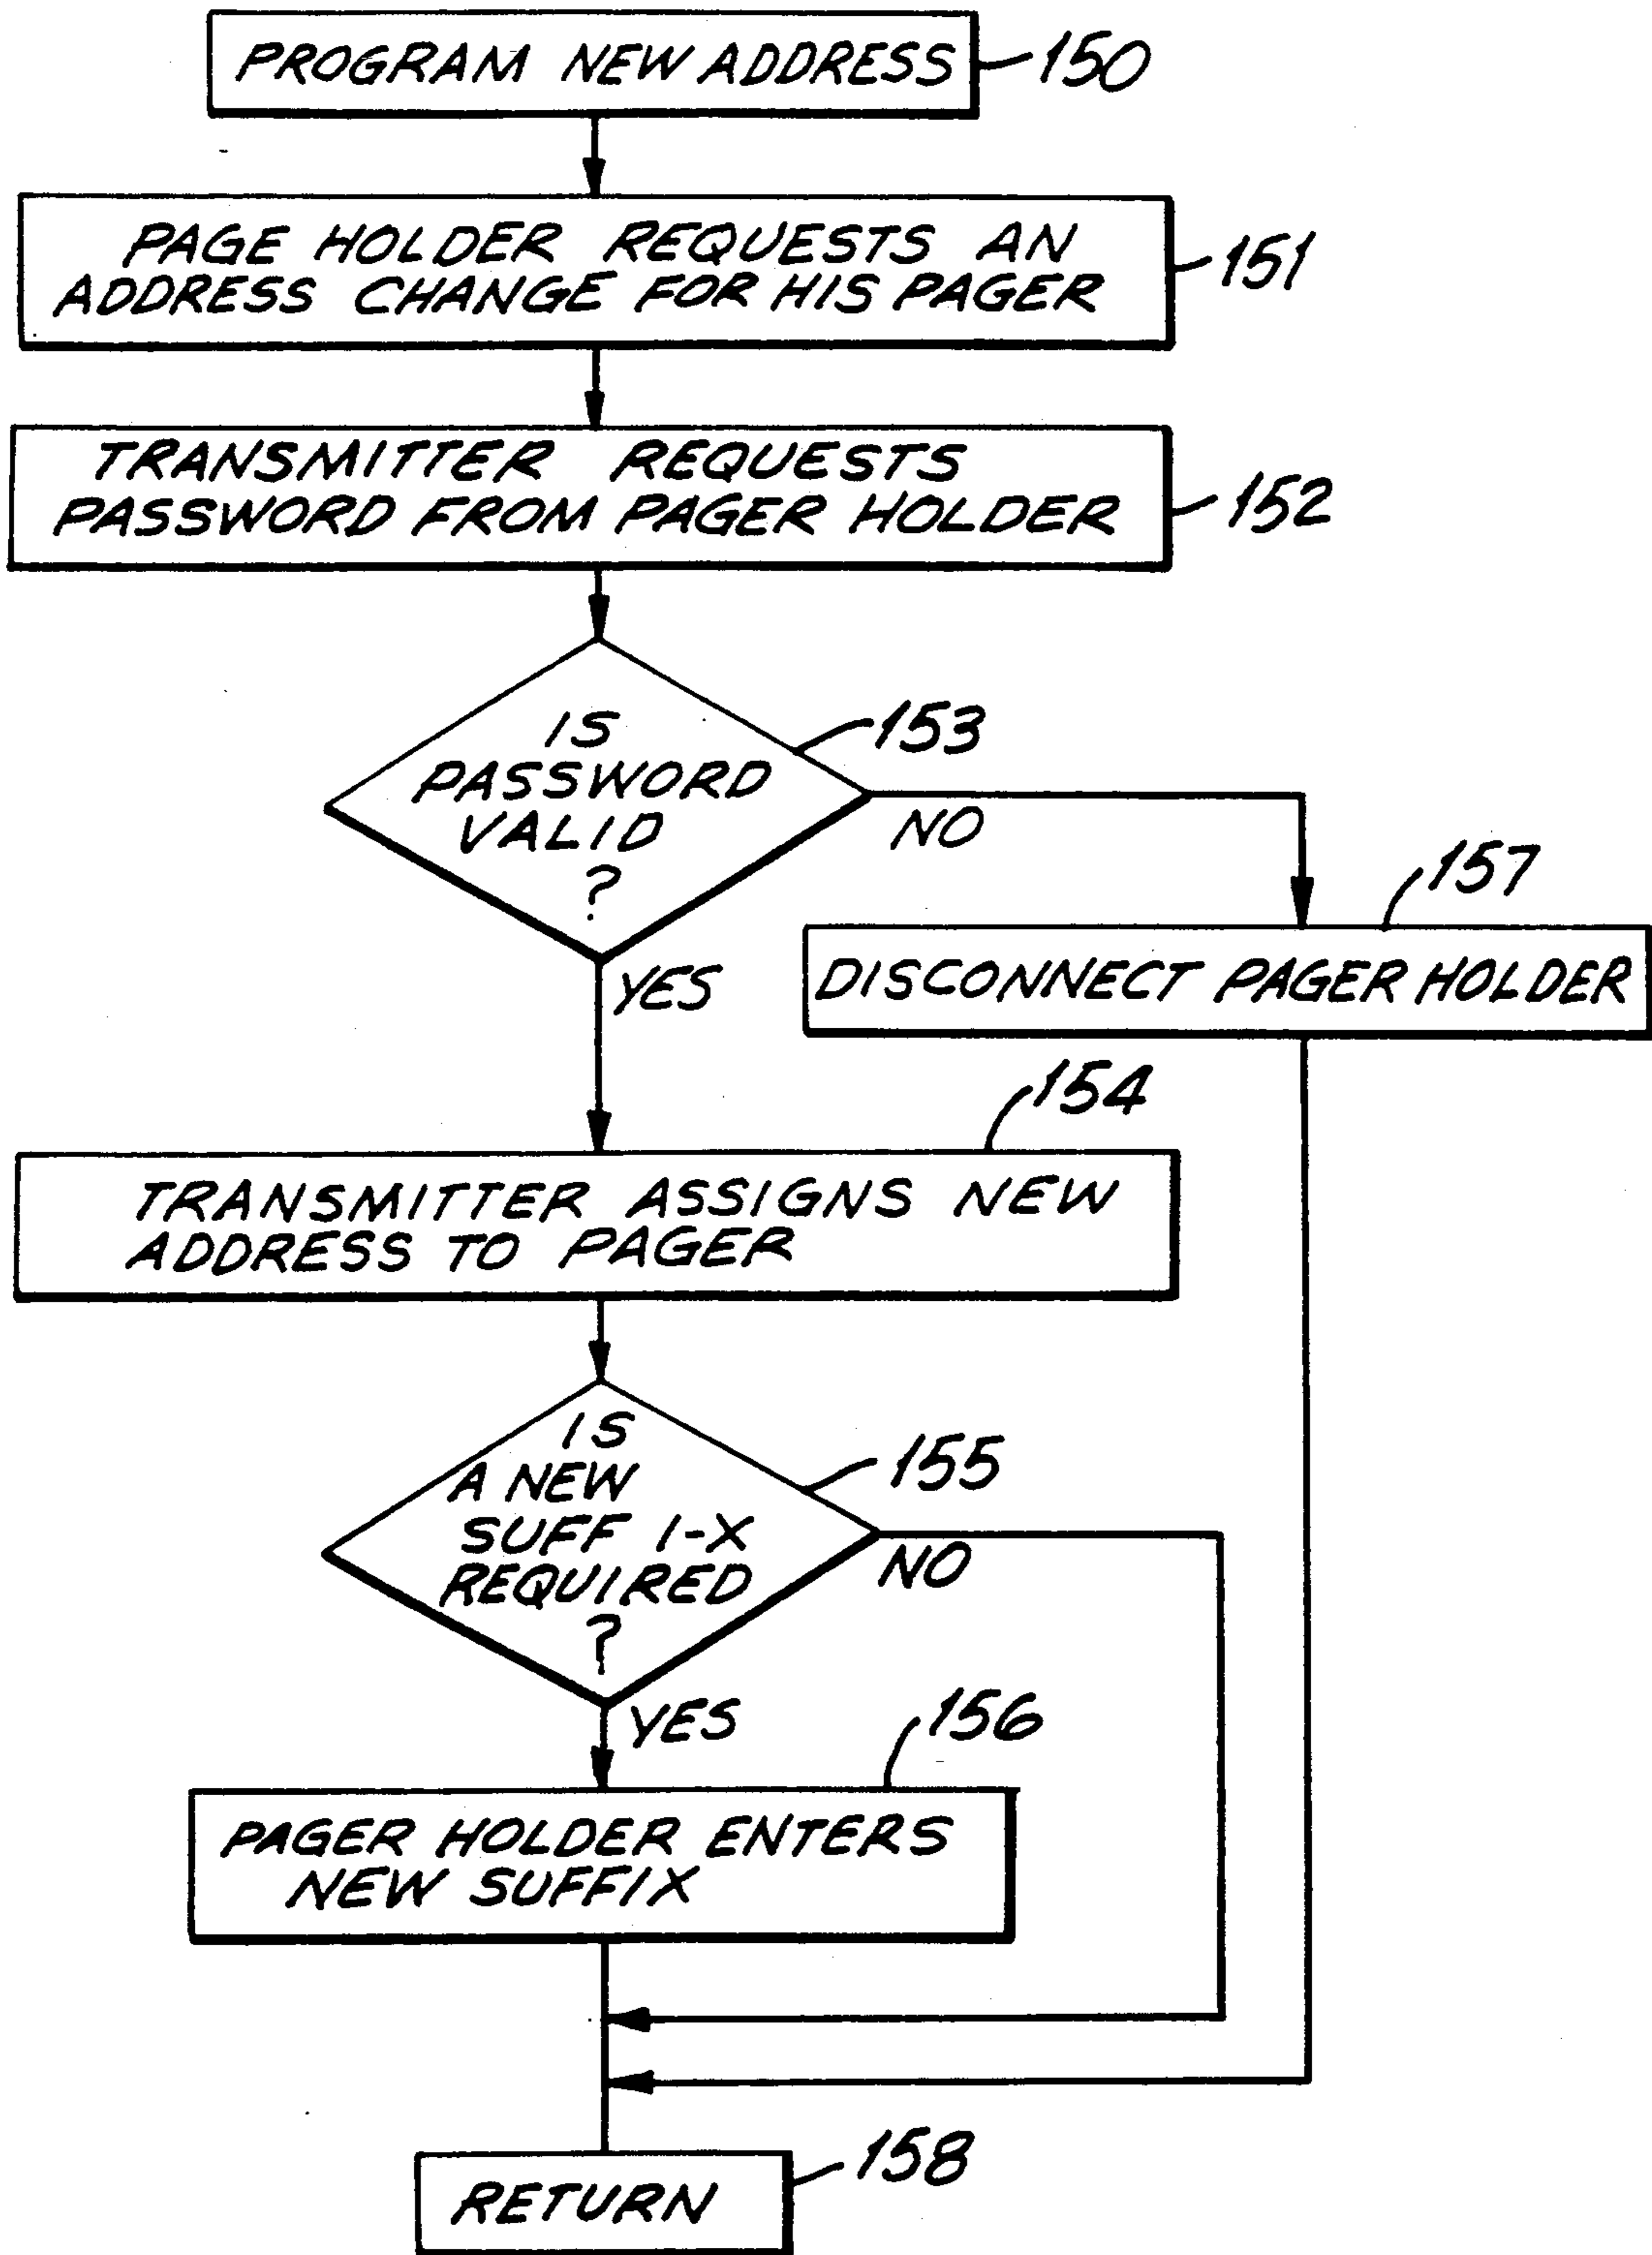 PROGRAM NEW ADDRESS
150
PAGE HOLDER REQUESTS AN
ADDRESS CHANGE FOR HIS PAGER
151
TRANSMITTER REQUESTS
PASSWORD FROM PAGER HOLDER
152
IS
PASSWORD
VALID
?
153
NO
YES
157
DISCONNECT PAGER HOLDER
154
TRANSMITTER ASSIGNS NEW
ADDRESS TO PAGER
IS
A NEW
SUFF 1-X
REQUIRED
?
155
NO
YES
156
PAGER HOLDER ENTERS
NEW SUFFIX
RETURN
158